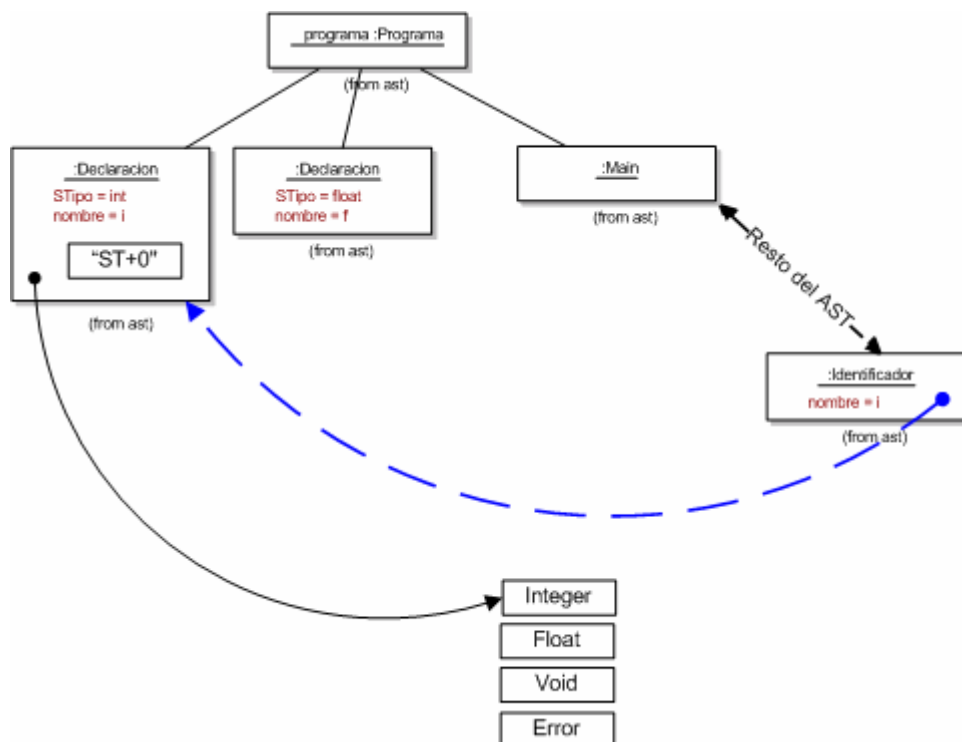 programa :Programa
(from ast)
:Declaracion
STipo = int
nombre = i
"ST+0"
(from ast)
:Declaracion
STipo = float
nombre = f
(from ast)
:Main
(from ast)
Resto del AST
:Identificador
nombre = i
(from ast)
Integer
Float
Void
Error